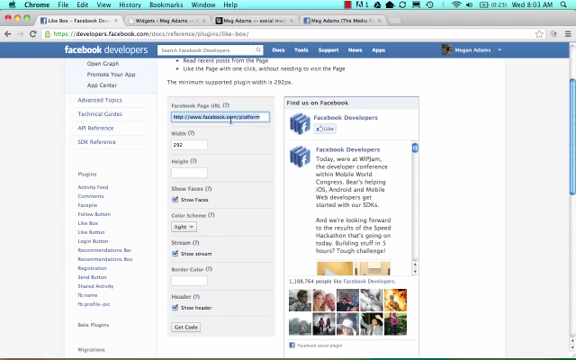 Chrome File Edit View History Bookmarks Window Help
(0:23) Wed 8:03 AM
Like Box - Facebook Deve
Widgets ‹ Meg Adams —
Meg Adams — social me
Meg Adams (The Media M
developers.facebook.com/docs/reference/plugins/like-box/
facebook developers
Search Facebook Developers
Docs Tools Support News Apps
Megan Adams
Open Graph
Promote Your App
App Center
Advanced Topics
Technical Guides
API Reference
SDK Reference
Plugins
Activity Feed
Comments
Facepile
Follow Button
Like Box
Like Button
Login Button
Recommendations Bar
Recommendations Box
Registration
Send Button
Shared Activity
fb:name
fb:profile-pic
Beta Plugins
Migrations
Read recent posts from the Page
Like the Page with one click, without needing to visit the Page
The minimum supported plugin width is 292px.
Facebook Page URL (?)
http://www.facebook.com/platform
Width (?)
292
Height (?)
Show Faces (?)
Show Faces
Color Scheme (?)
light
Stream (?)
Show stream
Border Color (?)
Header (?)
Show header
Get Code
Find us on Facebook
Facebook Developers
Like
Facebook Developers
Today, were at WIPJam,
the developer conference
within Mobile World
Congress. Bear's helping
iOS, Android and Mobile
Web developers get
started with our SDKs.
And we're looking forward
to the results of the Speed
Hackathon that's going on
today. Building stuff in 5
hours? Tough challenge!
1,198,764 people like Facebook Developers.
Facebook social plugin